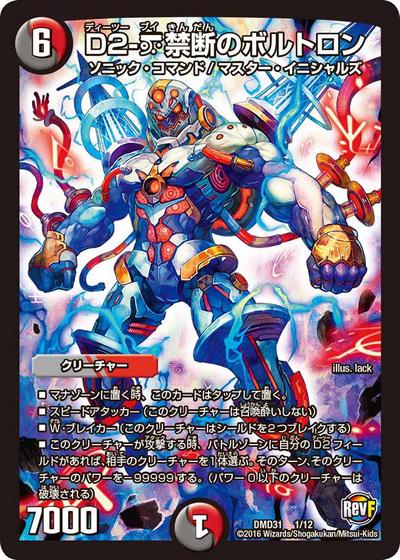 ディーツー ブイ きんだん
6 D2-V・禁断のボルトロン
ソニック・コマンド / マスター・イニシャルズ
illus. lack
クリーチャー
■ マナゾーンに置く時、このカードはタップして置く。
■ スピードアタッカー (このクリーチャーは召喚酔いしない)
■ W・ブレイカー (このクリーチャーはシールドを2つブレイクする)
■ このクリーチャーが攻撃する時、バトルゾーンに自分のD2フィー
ルドがあれば、相手のクリーチャーを1体選ぶ。そのターン、そのクリ
ーチャーのパワーを-99999する。(パワー0以下のクリーチャーは
破壊される)
RevF
7000
1
DMD31 1/12
©2016 Wizards/Shogakukan/Mitsui-Kids